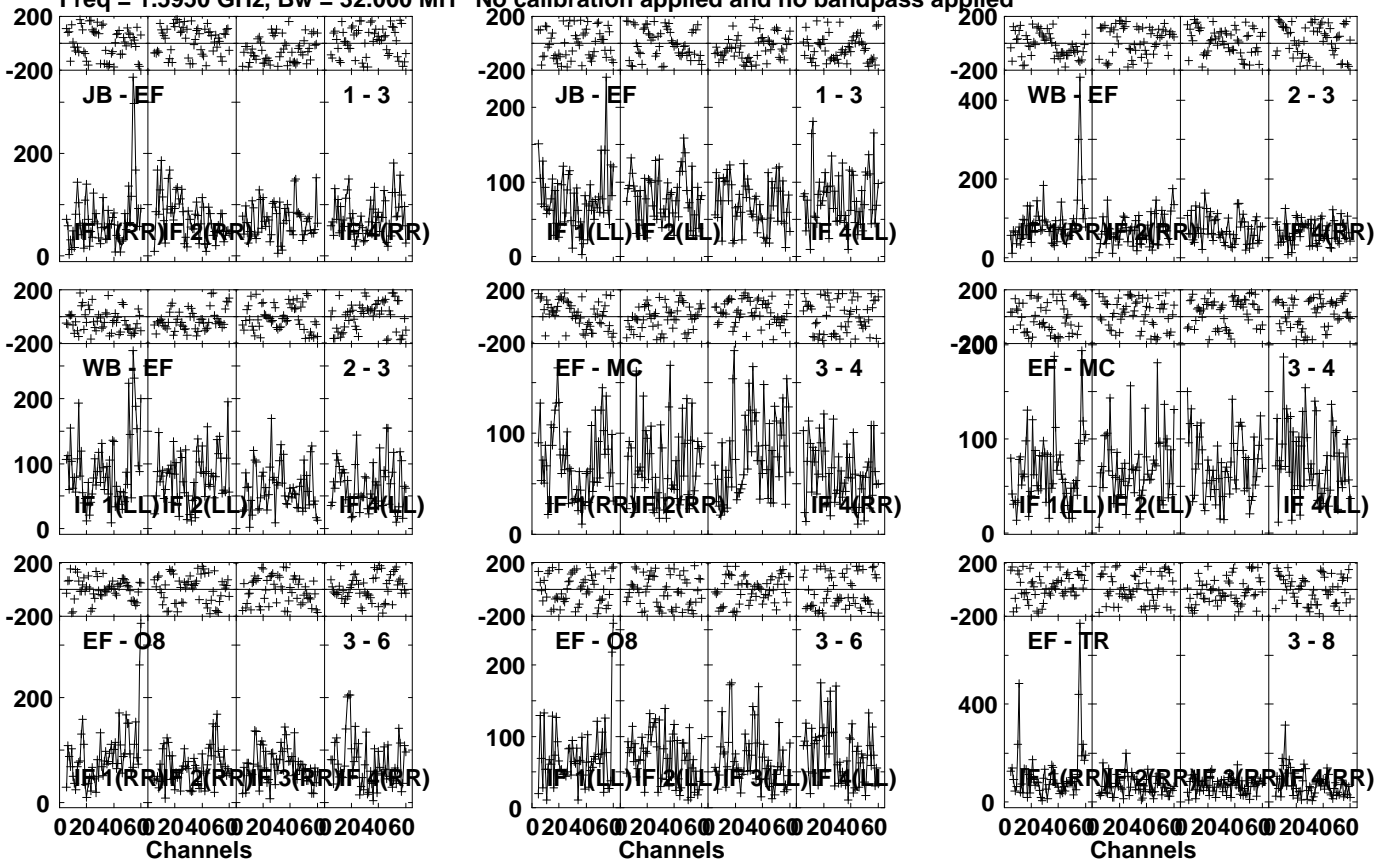 Freq = 1.5950 GHz, Bw = 32.000 MH No calibration applied and no bandpass applied
200
-200
JB - EF
1 - 3
200
0
IF 1(RR)
IF 2(RR)
IF 4(RR)
200
-200
JB - EF
1 - 3
200
100
0
IF 1(LL)
IF 2(LL)
IF 4(LL)
200
-200
WB - EF
2 - 3
400
200
0
IF 1(RR)
IF 2(RR)
IF 4(RR)
200
-200
WB - EF
2 - 3
200
100
0
IF 1(LL)
IF 2(LL)
IF 4(LL)
200
-200
EF - MC
3 - 4
100
0
IF 1(RR)
IF 2(RR)
IF 4(RR)
200
-200
200
EF - MC
3 - 4
100
0
IF 1(LL)
IF 2(LL)
IF 4(LL)
200
-200
EF - O8
3 - 6
200
0
IF 1(RR)
IF 2(RR)
IF 3(RR)
IF 4(RR)
0 20 40 60 0 20 40 60 0 20 40 60 0 20 40 60
Channels
200
-200
EF - O8
3 - 6
200
100
0
IF 1(LL)
IF 2(LL)
IF 3(LL)
IF 4(LL)
0 20 40 60 0 20 40 60 0 20 40 60 0 20 40 60
Channels
200
-200
EF - TR
3 - 8
400
200
0
IF 1(RR)
IF 2(RR)
IF 3(RR)
IF 4(RR)
0 20 40 60 0 20 40 60 0 20 40 60 0 20 40 60
Channels